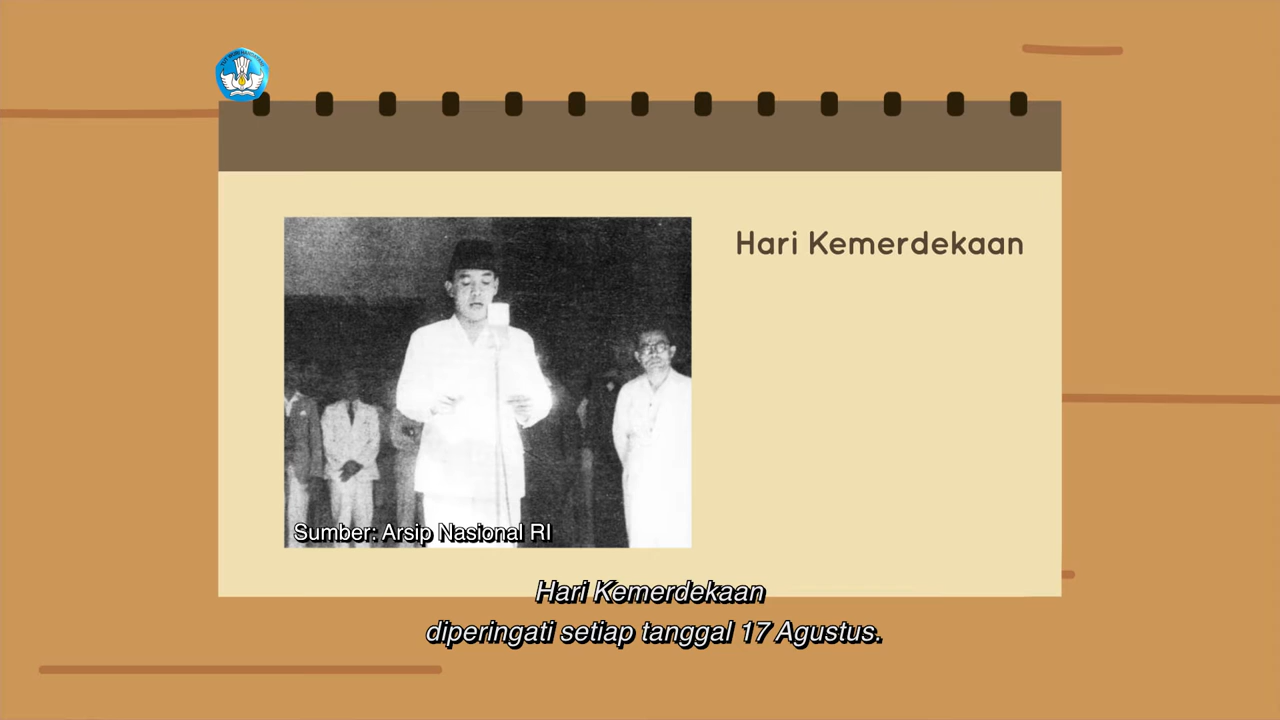 Hari Kemerdekaan
Sumber: Arsip Nasional RI
Hari Kemerdekaan
diperingati setiap tanggal 17 Agustus.